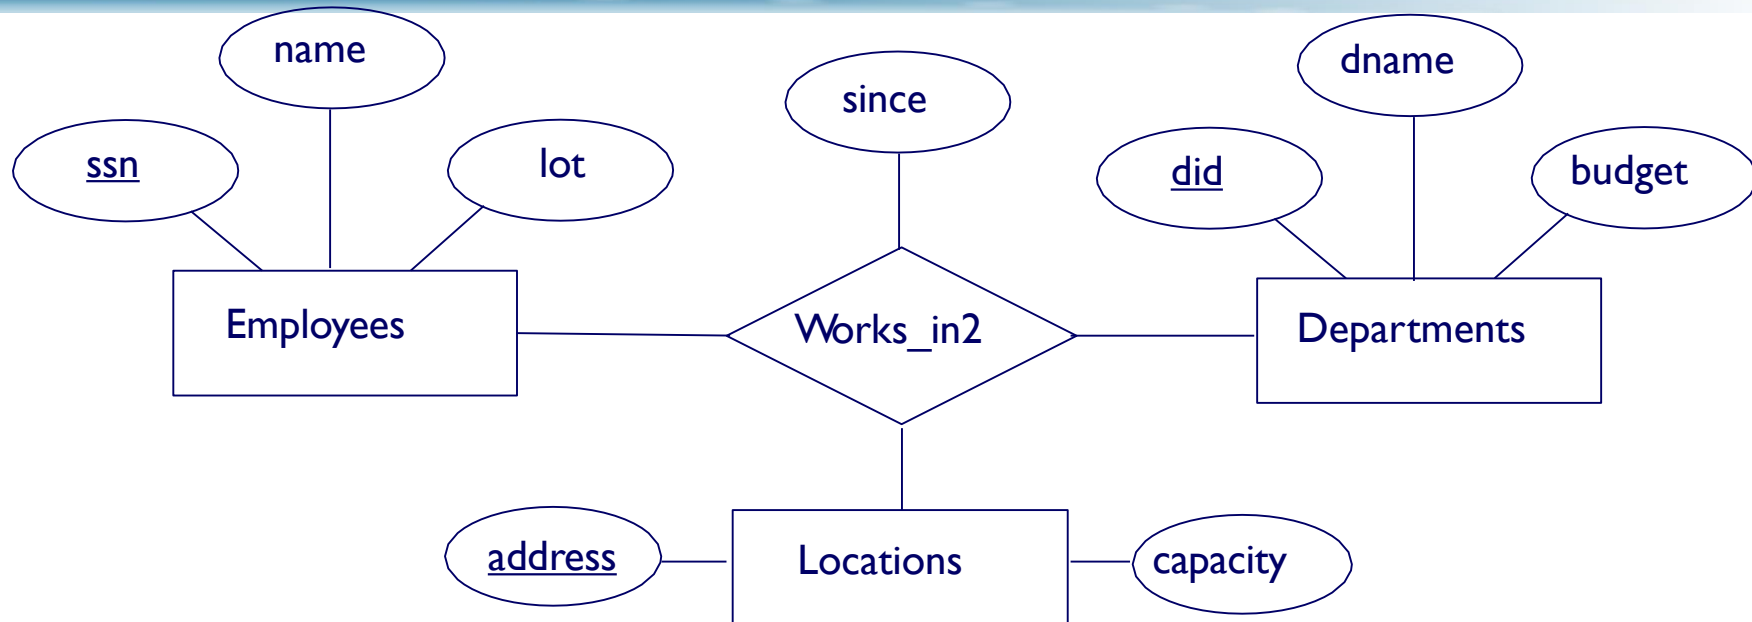 name
dname
since
ssn
lot
did
budget
Employees
Works_in2
Departments
address
Locations
capacity